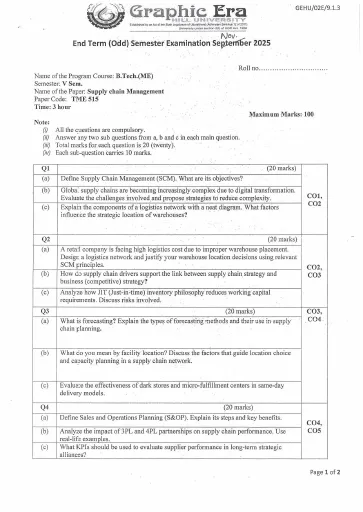 GEHU/02E/9.1.3
Graphic Era
HILL UNIVERSITY
Nov.
End Term (Odd) Semester Examination September 2025
Roll no
Name of the Program Course: B.Tech.(ME)
Semester: V Sem.
Name of the Paper: Supply chain Management
Paper Code: TME 515
Time: 3 hour
Maximum Marks: 100
Note:
(i) All the questions are compulsory.
(ii) Answer any two sub questions from a, b and c in each main question.
(iii) Total marks for each question is 20 (twenty).
(iv) Each sub-question carries 10 marks.
Q1 (20 marks)
(a) Define Supply Chain Management (SCM). What are its objectives?
(b) Global supply chains are becoming increasingly complex due to digital transformation.
Evaluate the challenges involved and propose strategies to reduce complexity.
(c) Explain the components of a logistics network with a neat diagram. What factors
influence the strategic location of warehouses?
CO1,
CO2
Q2 (20 marks)
(a) A retail company is facing high logistics cost due to improper warehouse placement.
Design a logistics network and justify your warehouse location decisions using relevant
SCM principles.
(b) How do supply chain drivers support the link between supply chain strategy and
business (competitive) strategy?
(c) Analyze how JIT (Just-in-time) inventory philosophy reduces working capital
requirements. Discuss risks involved.
CO2,
CO3
Q3 (20 marks)
(a) What is forecasting? Explain the types of forecasting methods and their use in supply
chain planning.
(b) What do you mean by facility location? Discuss the factors that guide location choice
and capacity planning in a supply chain network.
(c) Evaluate the effectiveness of dark stores and micro-fulfillment centers in same-day
delivery models.
CO3,
CO4
Q4 (20 marks)
(a) Define Sales and Operations Planning (S&OP). Explain its steps and key benefits.
(b) Analyze the impact of 3PL and 4PL partnerships on supply chain performance. Use
real-life examples.
(c) What KPIs should be used to evaluate supplier performance in long-term strategic
alliances?
CO4,
CO5
Page 1 of 2